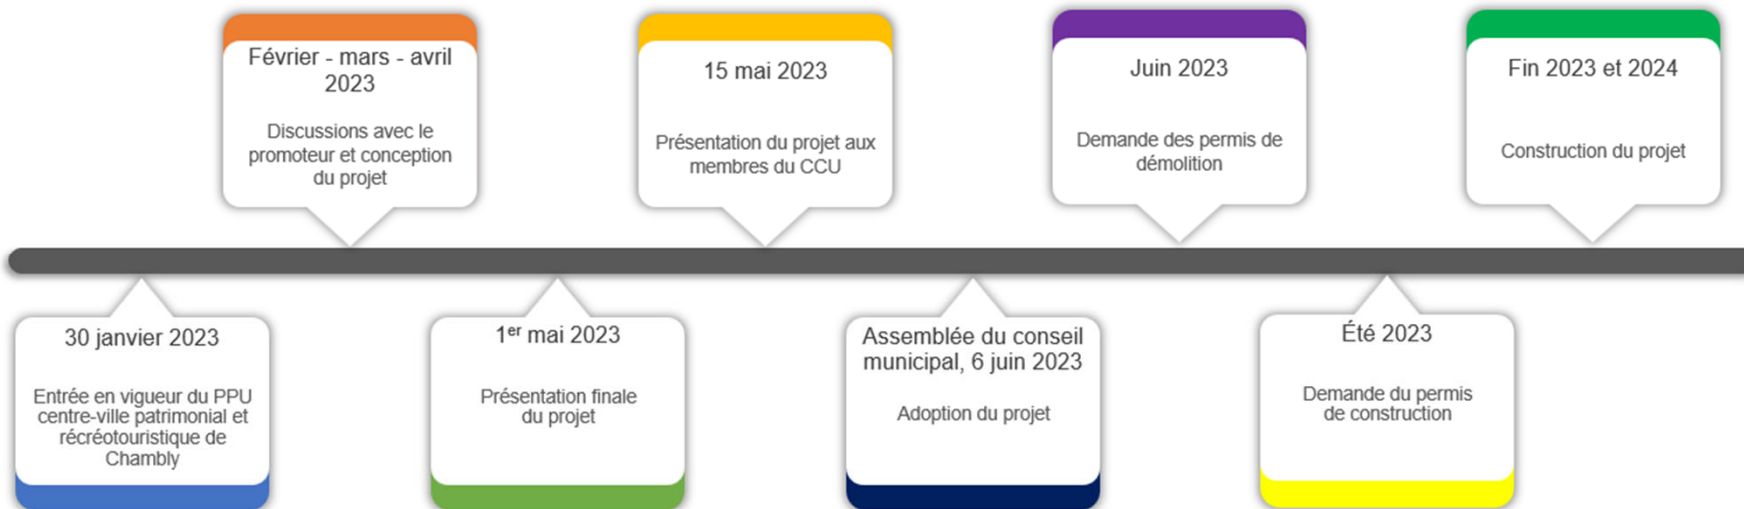 Février - mars - avril
2023
Discussions avec le
promoteur et conception
du projet
15 mai 2023
Présentation du projet aux
membres du CCU
Juin 2023
Demande des permis de
démolition
Fin 2023 et 2024
Construction du projet
30 janvier 2023
Entrée en vigueur du PPU
centre-ville patrimonial et
récréotouristique de
Chambly
1er mai 2023
Présentation finale
du projet
Assemblée du conseil
municipal, 6 juin 2023
Adoption du projet
Été 2023
Demande du permis
de construction